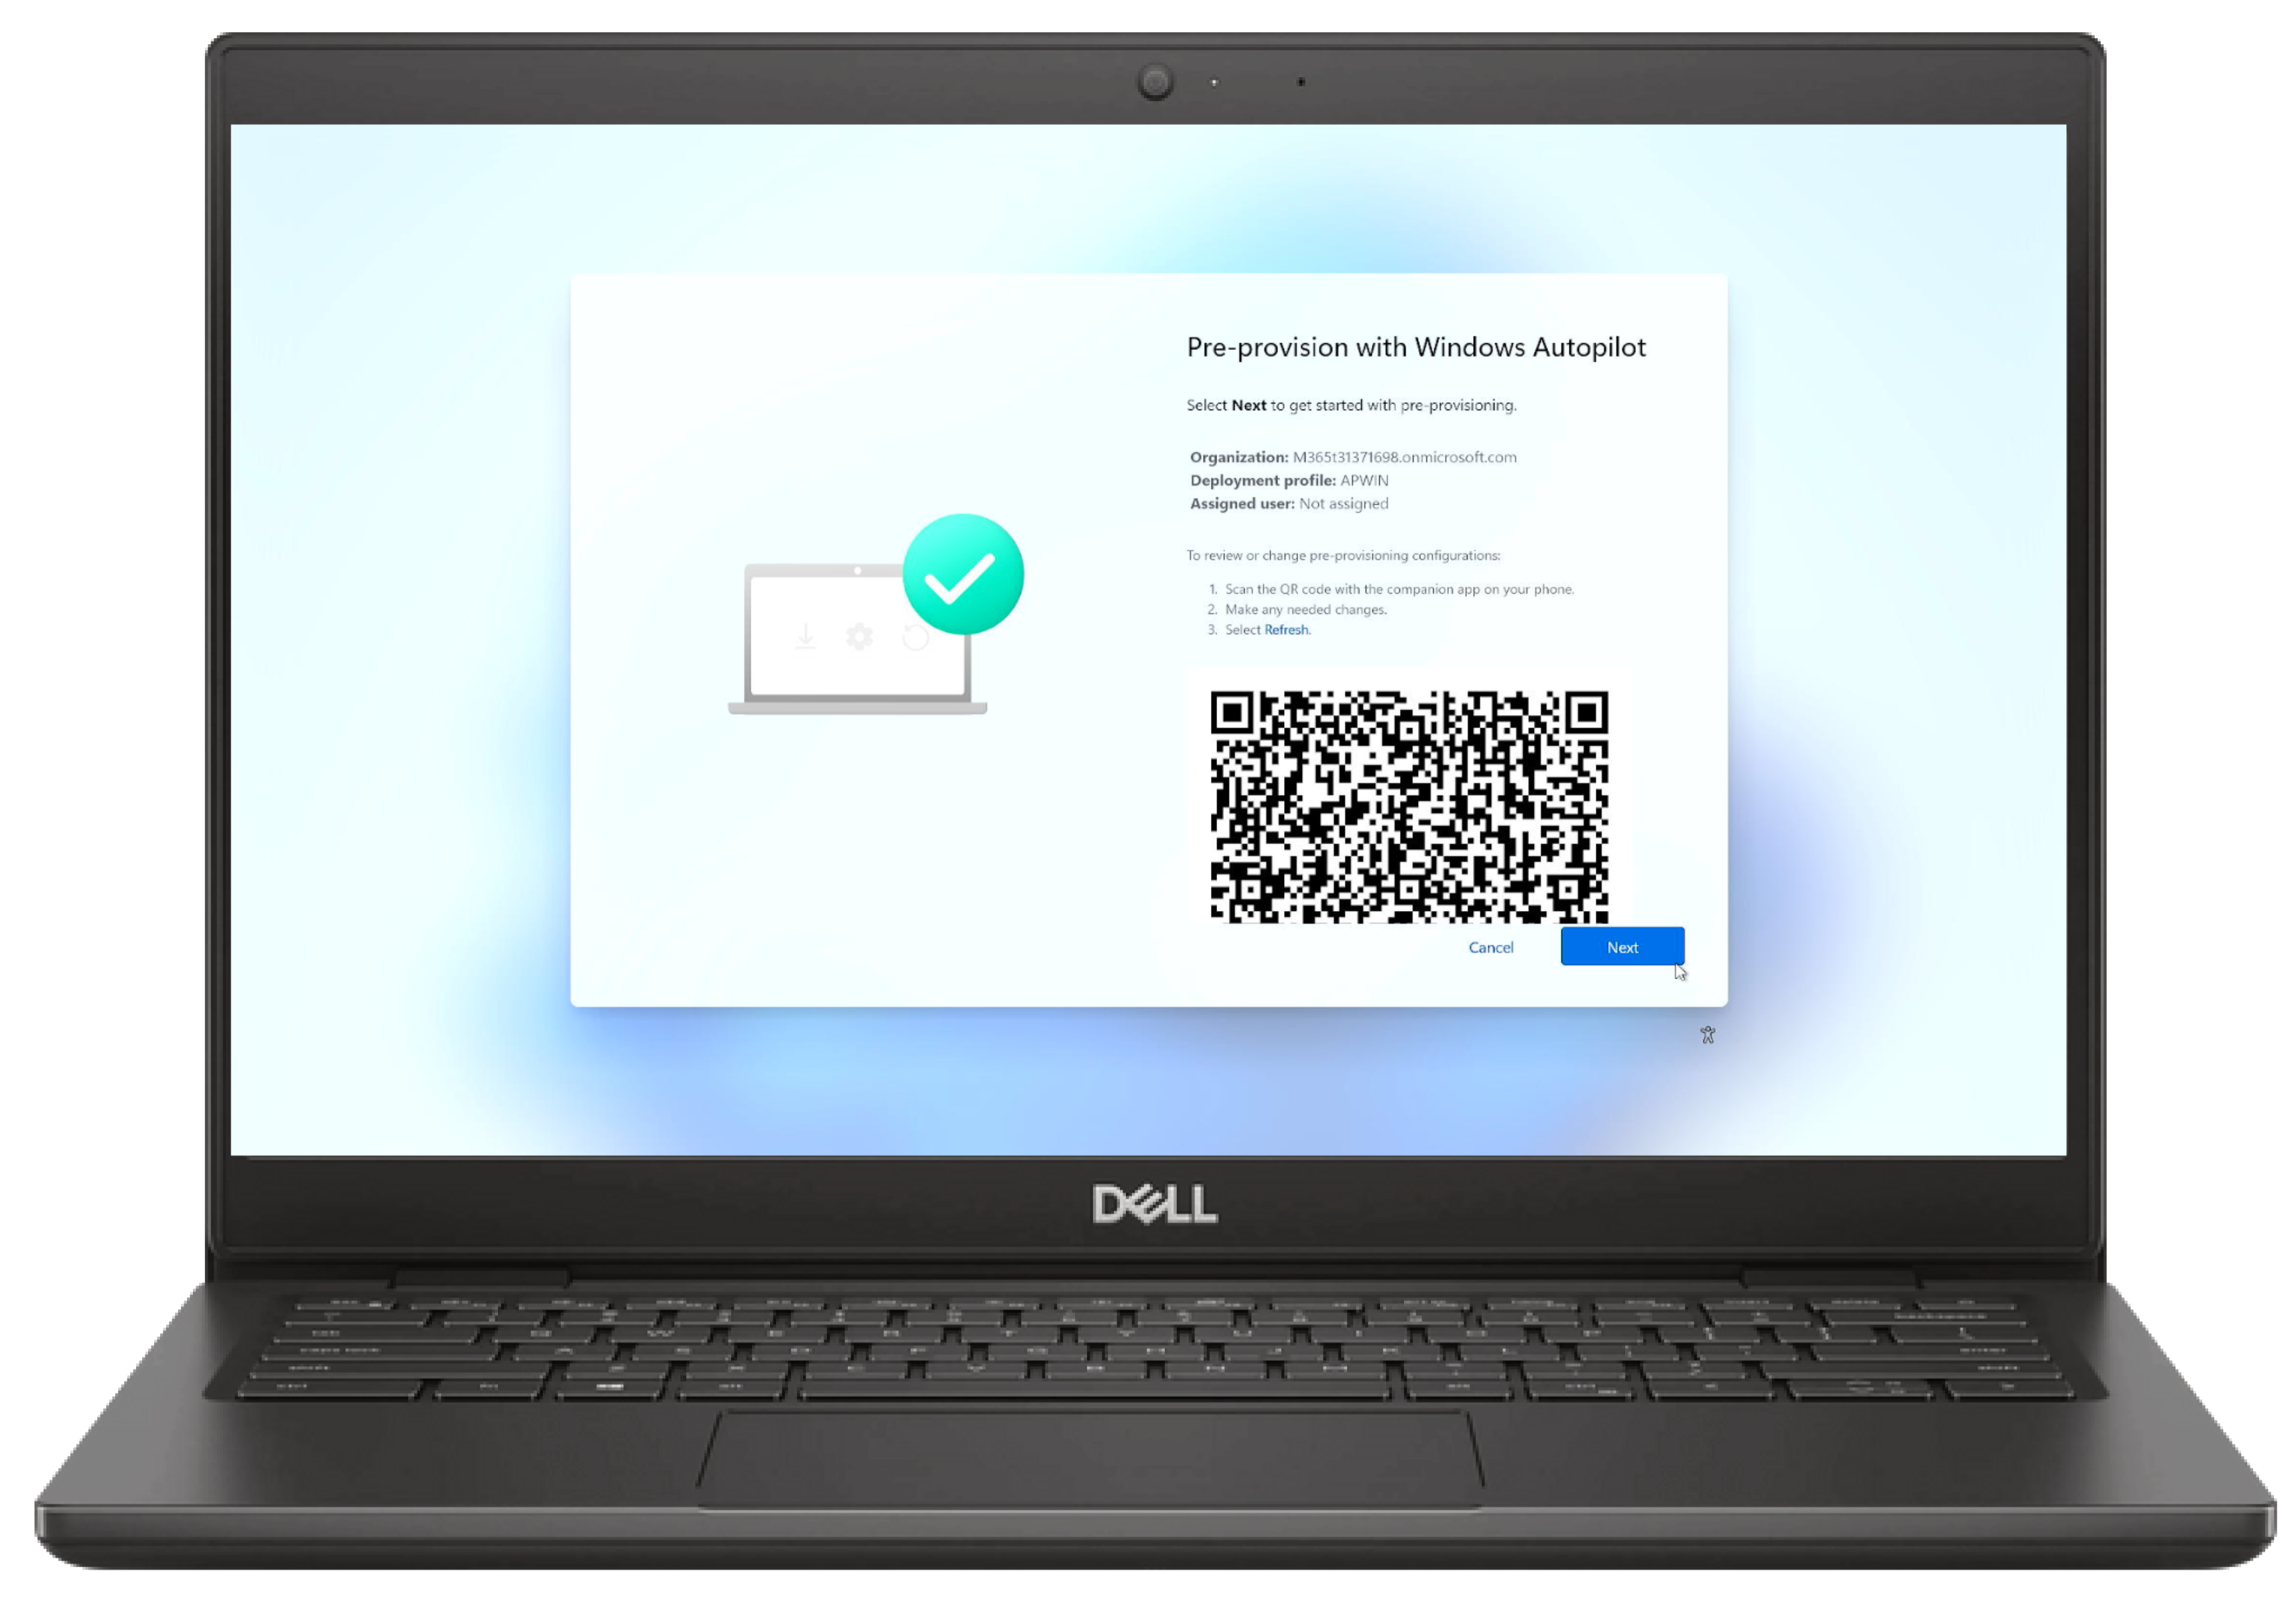 Pre-provision with Windows Autopilot
Select Next to get started with pre-provisioning.
Organization: M365t31371698.onmicrosoft.com
Deployment profile: APWIN
Assigned user: Not assigned
To review or change pre-provisioning configurations:
1. Scan the QR code with the companion app on your phone.
2. Make any needed changes.
3. Select Refresh.
Cancel
Next
DELL